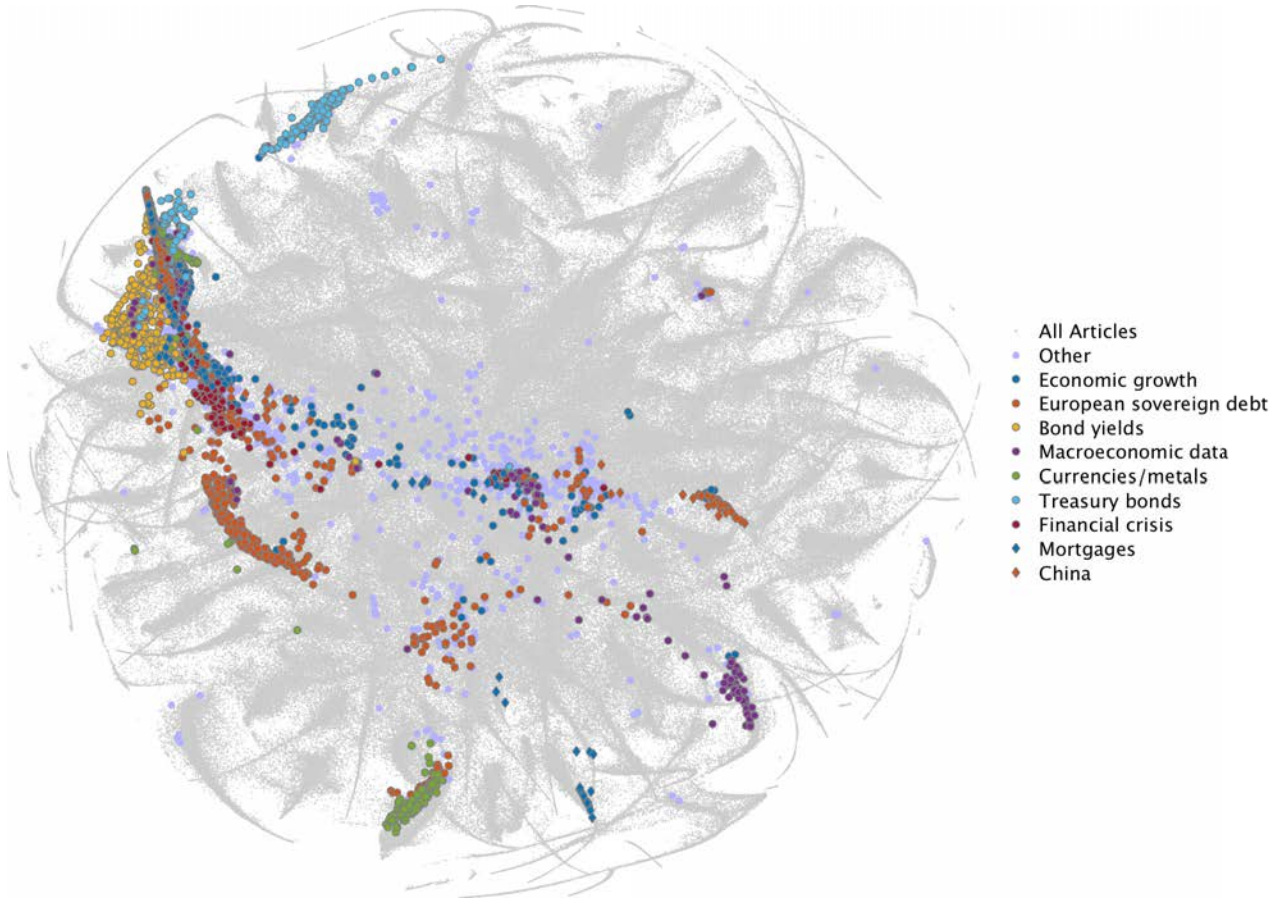 All Articles
Other
Economic growth
European sovereign debt
Bond yields
Macroeconomic data
Currencies/metals
Treasury bonds
Financial crisis
Mortgages
China